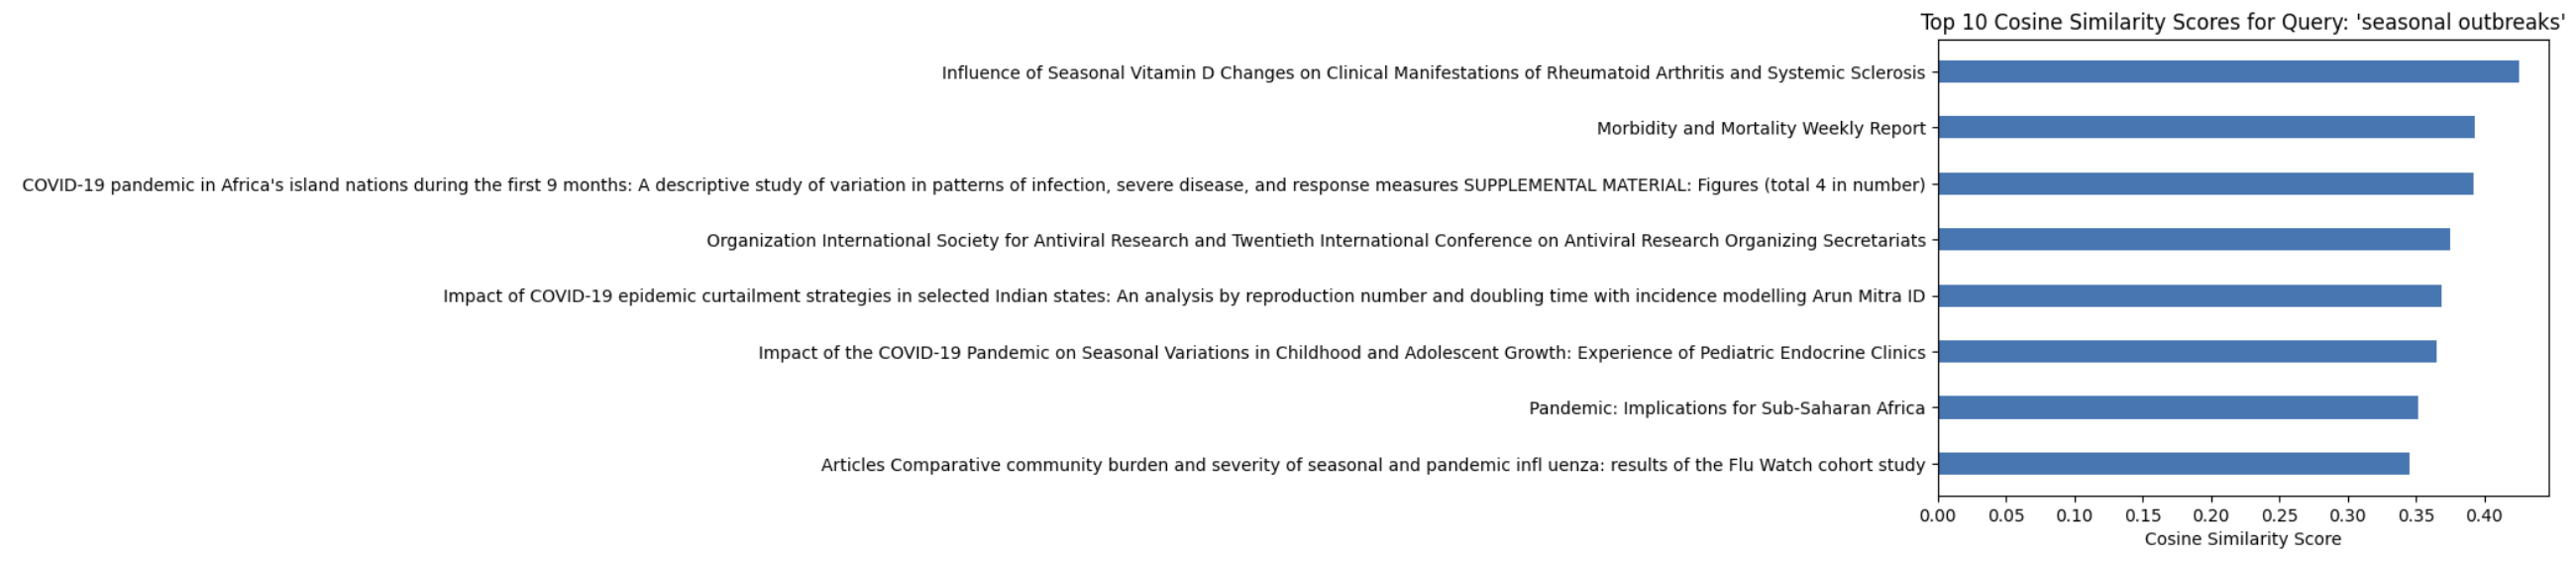 Top 10 Cosine Similarity Scores for Query: 'seasonal outbreaks'
Influence of Seasonal Vitamin D Changes on Clinical Manifestations of Rheumatoid Arthritis and Systemic Sclerosis
Morbidity and Mortality Weekly Report
COVID-19 pandemic in Africa's island nations during the first 9 months: A descriptive study of variation in patterns of infection, severe disease, and response measures SUPPLEMENTAL MATERIAL: Figures (total 4 in number)
Organization International Society for Antiviral Research and Twentieth International Conference on Antiviral Research Organizing Secretariats
Impact of COVID-19 epidemic curtailment strategies in selected Indian states: An analysis by reproduction number and doubling time with incidence modelling Arun Mitra ID
Impact of the COVID-19 Pandemic on Seasonal Variations in Childhood and Adolescent Growth: Experience of Pediatric Endocrine Clinics
Pandemic: Implications for Sub-Saharan Africa
Articles Comparative community burden and severity of seasonal and pandemic infl uenza: results of the Flu Watch cohort study
0.00 0.05 0.10 0.15 0.20 0.25 0.30 0.35 0.40
Cosine Similarity Score